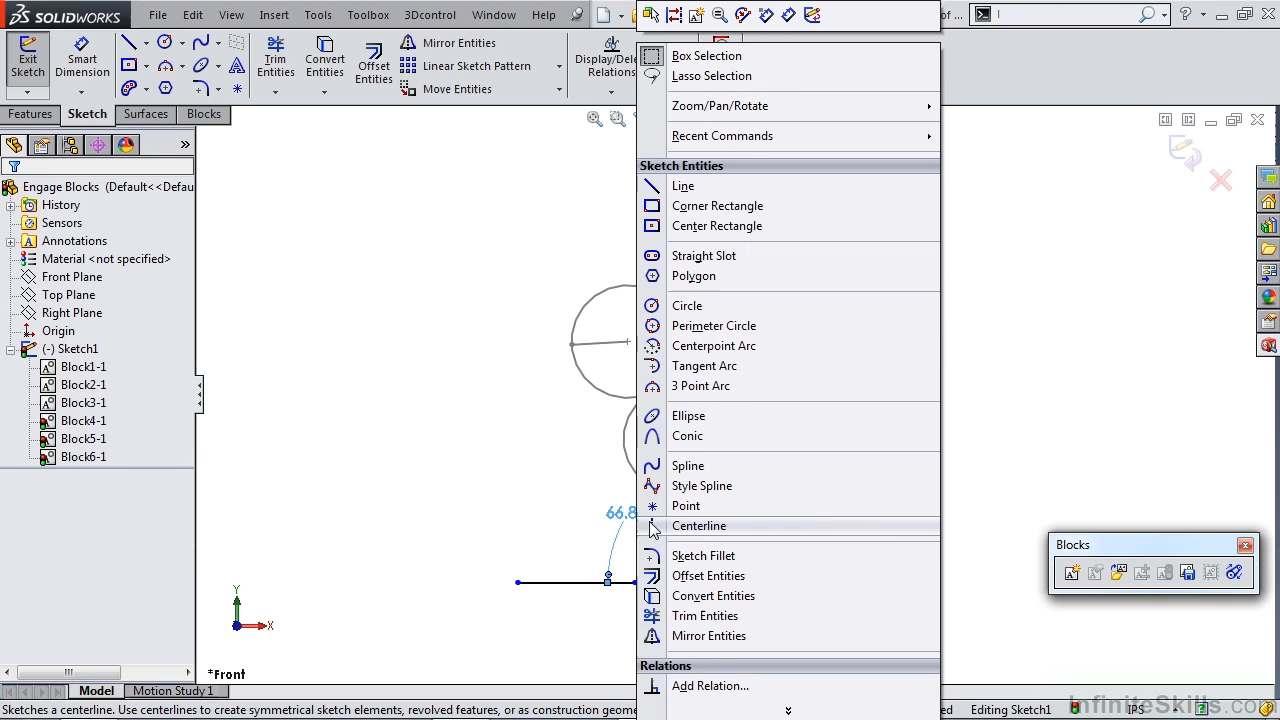 SOLIDWORKS File Edit View Insert Tools Toolbox 3DControl Window Help
of ...
Exit Sketch
Smart Dimension
Trim Entities
Convert Entities
Offset Entities
Mirror Entities
Linear Sketch Pattern
Move Entities
Display/Delete Relations
Features Sketch Surfaces Blocks
Engage Blocks (Default<<Defau
History
Sensors
Annotations
Material <not specified>
Front Plane
Top Plane
Right Plane
Origin
(-) Sketch1
Block1-1
Block2-1
Block3-1
Block4-1
Block5-1
Block6-1
Box Selection
Lasso Selection
Zoom/Pan/Rotate
Recent Commands
Sketch Entities
Line
Corner Rectangle
Center Rectangle
Straight Slot
Polygon
Circle
Perimeter Circle
Centerpoint Arc
Tangent Arc
3 Point Arc
Ellipse
Conic
Spline
Style Spline
Point
Centerline
Sketch Fillet
Offset Entities
Convert Entities
Trim Entities
Mirror Entities
Relations
Add Relation...
66.8
Blocks
Y
X
*Front
Model Motion Study 1
Sketches a centerline. Use centerlines to create symmetrical sketch elements, revolved features, or as construction geome
ed Editing Sketch1 IPS
InfiniteSkills.com